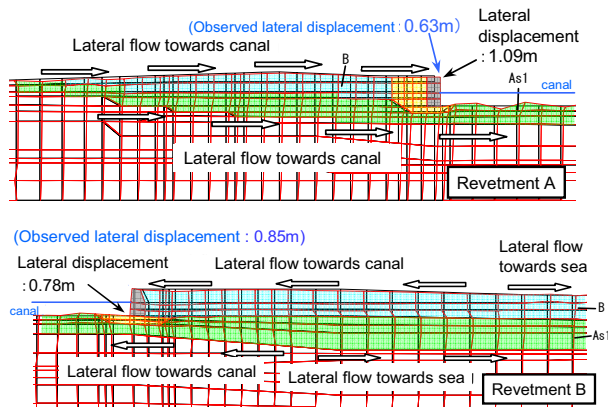 (Observed lateral displacement : 0.63m)
Lateral
displacement
: 1.09m
Lateral flow towards canal
B
As1
canal
Lateral flow towards canal
Revetment A
(Observed lateral displacement : 0.85m)
Lateral displacement
: 0.78m
Lateral flow towards canal
Lateral flow
towards sea
canal
B
As1
Lateral flow towards canal
Lateral flow towards sea
Revetment B